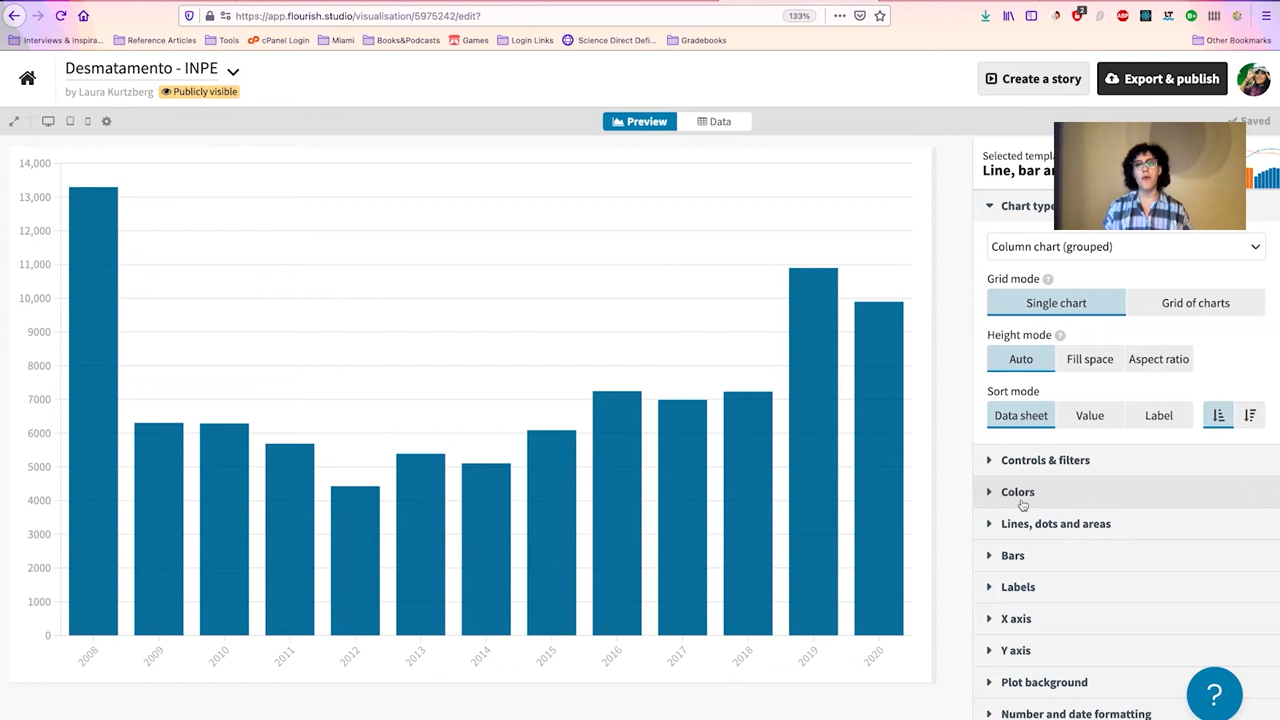 https://app.flourish.studio/visualisation/5975242/edit?
133%
2
ABP
LT
Interviews & Inspira...
Reference Articles
Tools
cPanel Login
Miami
Books&Podcasts
Games
Login Links
Science Direct Defi...
Gradebooks
Other Bookmarks
Desmatamento - INPE
by Laura Kurtzberg
Publicly visible
Create a story
Export & publish
Preview
Data
Saved
14,000
13,000
12,000
11,000
10,000
9000
8000
7000
6000
5000
4000
3000
2000
1000
0
2008
2009
2010
2011
2012
2013
2014
2015
2016
2017
2018
2019
2020
Selected templa
Line, bar a
Chart type
Column chart (grouped)
Grid mode ?
Single chart
Grid of charts
Height mode ?
Auto
Fill space
Aspect ratio
Sort mode
Data sheet
Value
Label
Controls & filters
Colors
Lines, dots and areas
Bars
Labels
X axis
Y axis
Plot background
Number and date formatting
?